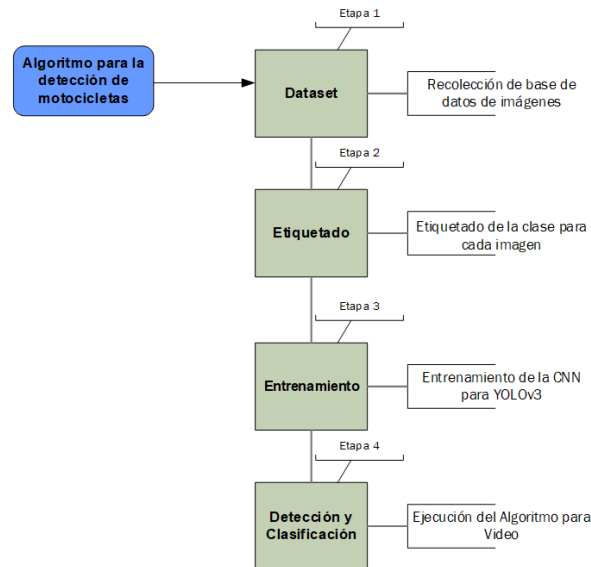 Etapa 1
Algoritmo para la
detección de
motocicletas
Dataset
Recolección de base de
datos de imágenes
Etapa 2
Etiquetado
Etiquetado de la clase para
cada imagen
Etapa 3
Entrenamiento
Entrenamiento de la CNN
para YOLOv3
Etapa 4
Detección y
Clasificación
Ejecución del Algoritmo para
Video